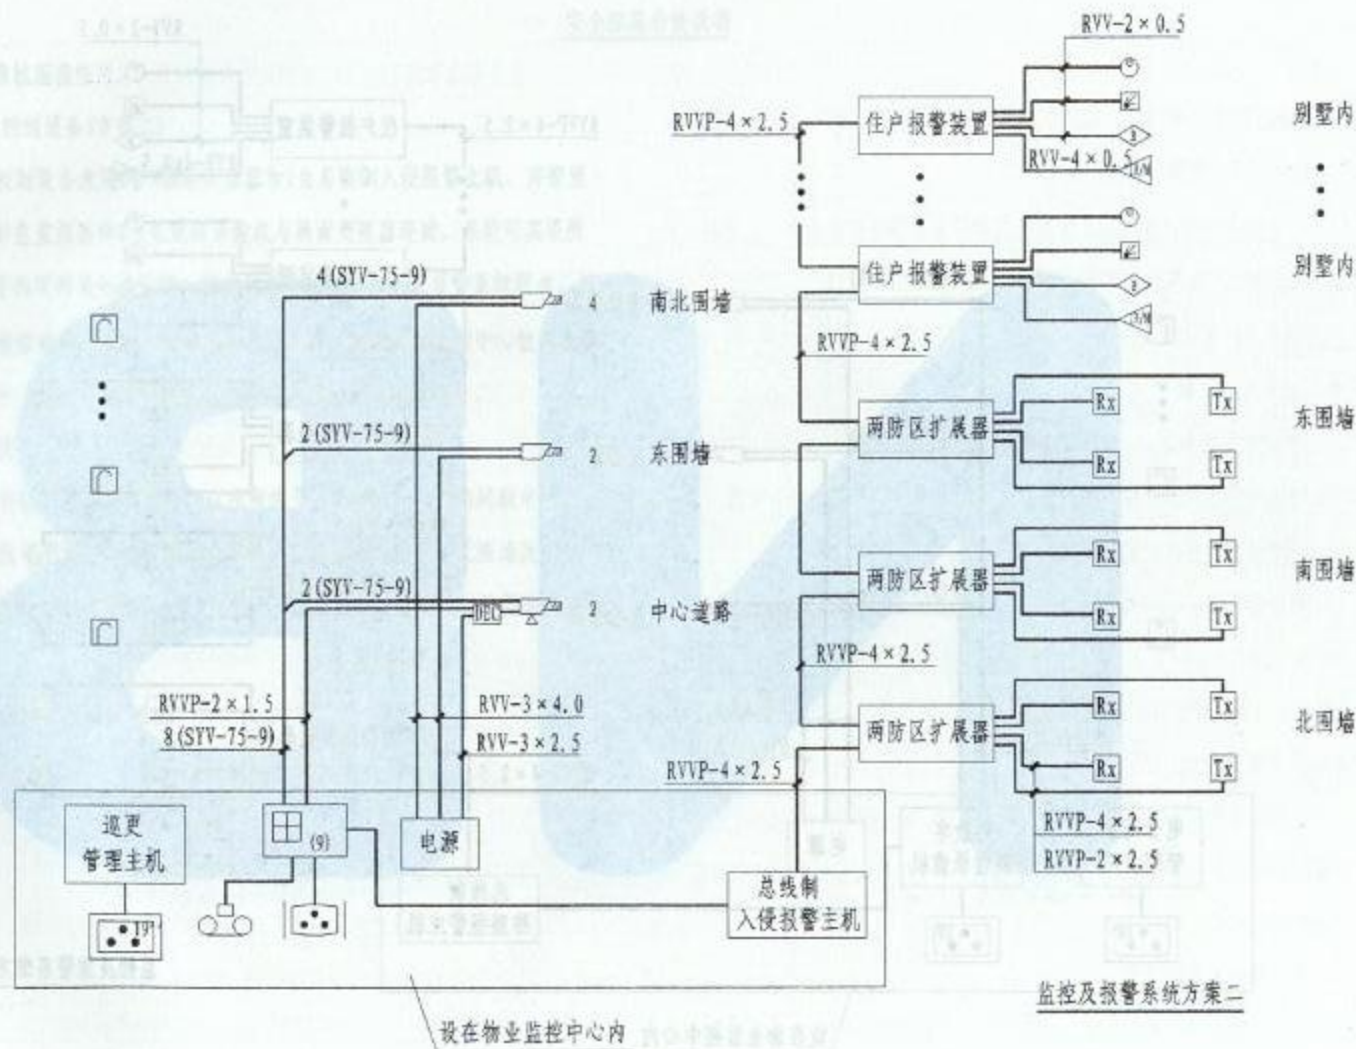 RVV-2×0.5
RVVP-4×2.5
住户报警装置
别墅内
RVV-4×0.5
住户报警装置
别墅内
4(SYV-75-9)
4
南北围墙
RVVP-4×2.5
2(SYV-75-9)
2
东围墙
两防区扩展器
Rx
Tx
Rx
Tx
东围墙
2(SYV-75-9)
DEC
2
中心道路
两防区扩展器
Rx
Tx
Rx
Tx
南围墙
RVVP-4×2.5
RVVP-2×1.5
8(SYV-75-9)
RVV-3×4.0
RVV-3×2.5
RVVP-4×2.5
两防区扩展器
Rx
Tx
Rx
Tx
北围墙
RVVP-4×2.5
RVVP-2×2.5
巡更
管理主机
(9)
电源
总线制
入侵报警主机
19"
设在物业监控中心内
监控及报警系统方案二